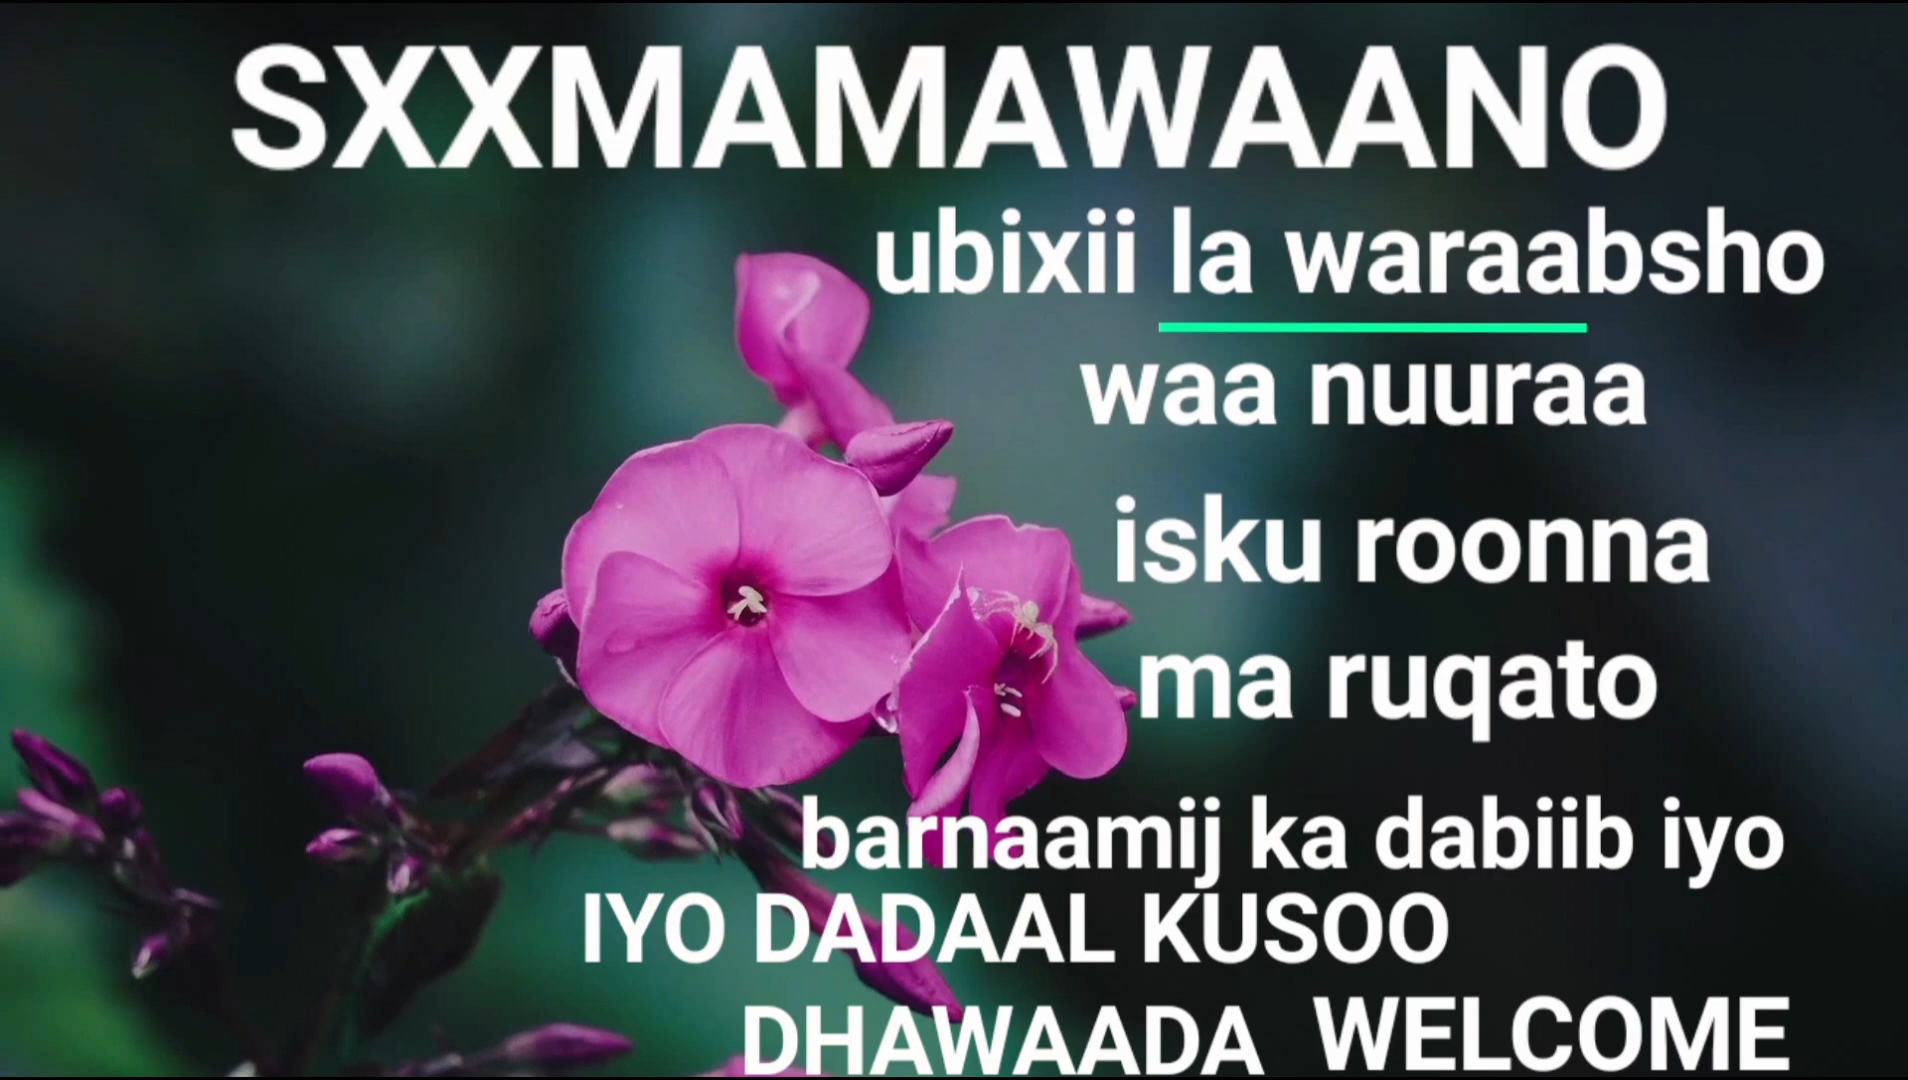 SXXMAMAWAANO
ubixii la waraabsho
waa nuuraa
isku roonna
ma ruqato
barnaamij ka dabiib iyo
IYO DADAAL KUSOO
DHAWAADA WELCOME